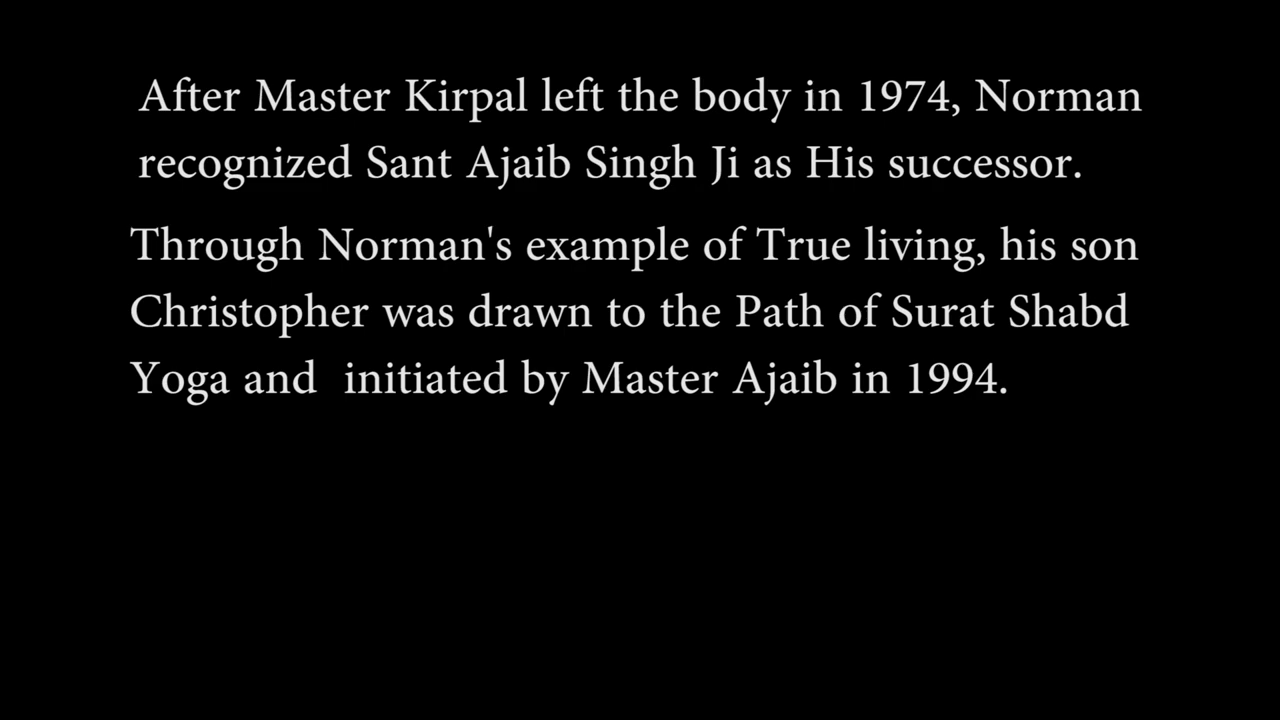 After Master Kirpal left the body in 1974, Norman
recognized Sant Ajaib Singh Ji as His successor.
Through Norman's example of True living, his son
Christopher was drawn to the Path of Surat Shabd
Yoga and  initiated by Master Ajaib in 1994.